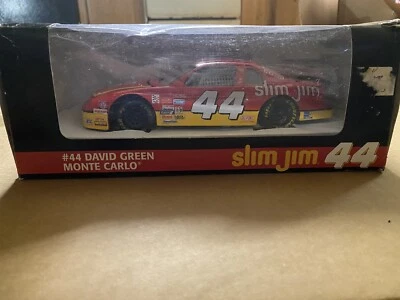 slim jim
44
#44 DAVID GREEN
MONTE CARLO®
slim jim 44